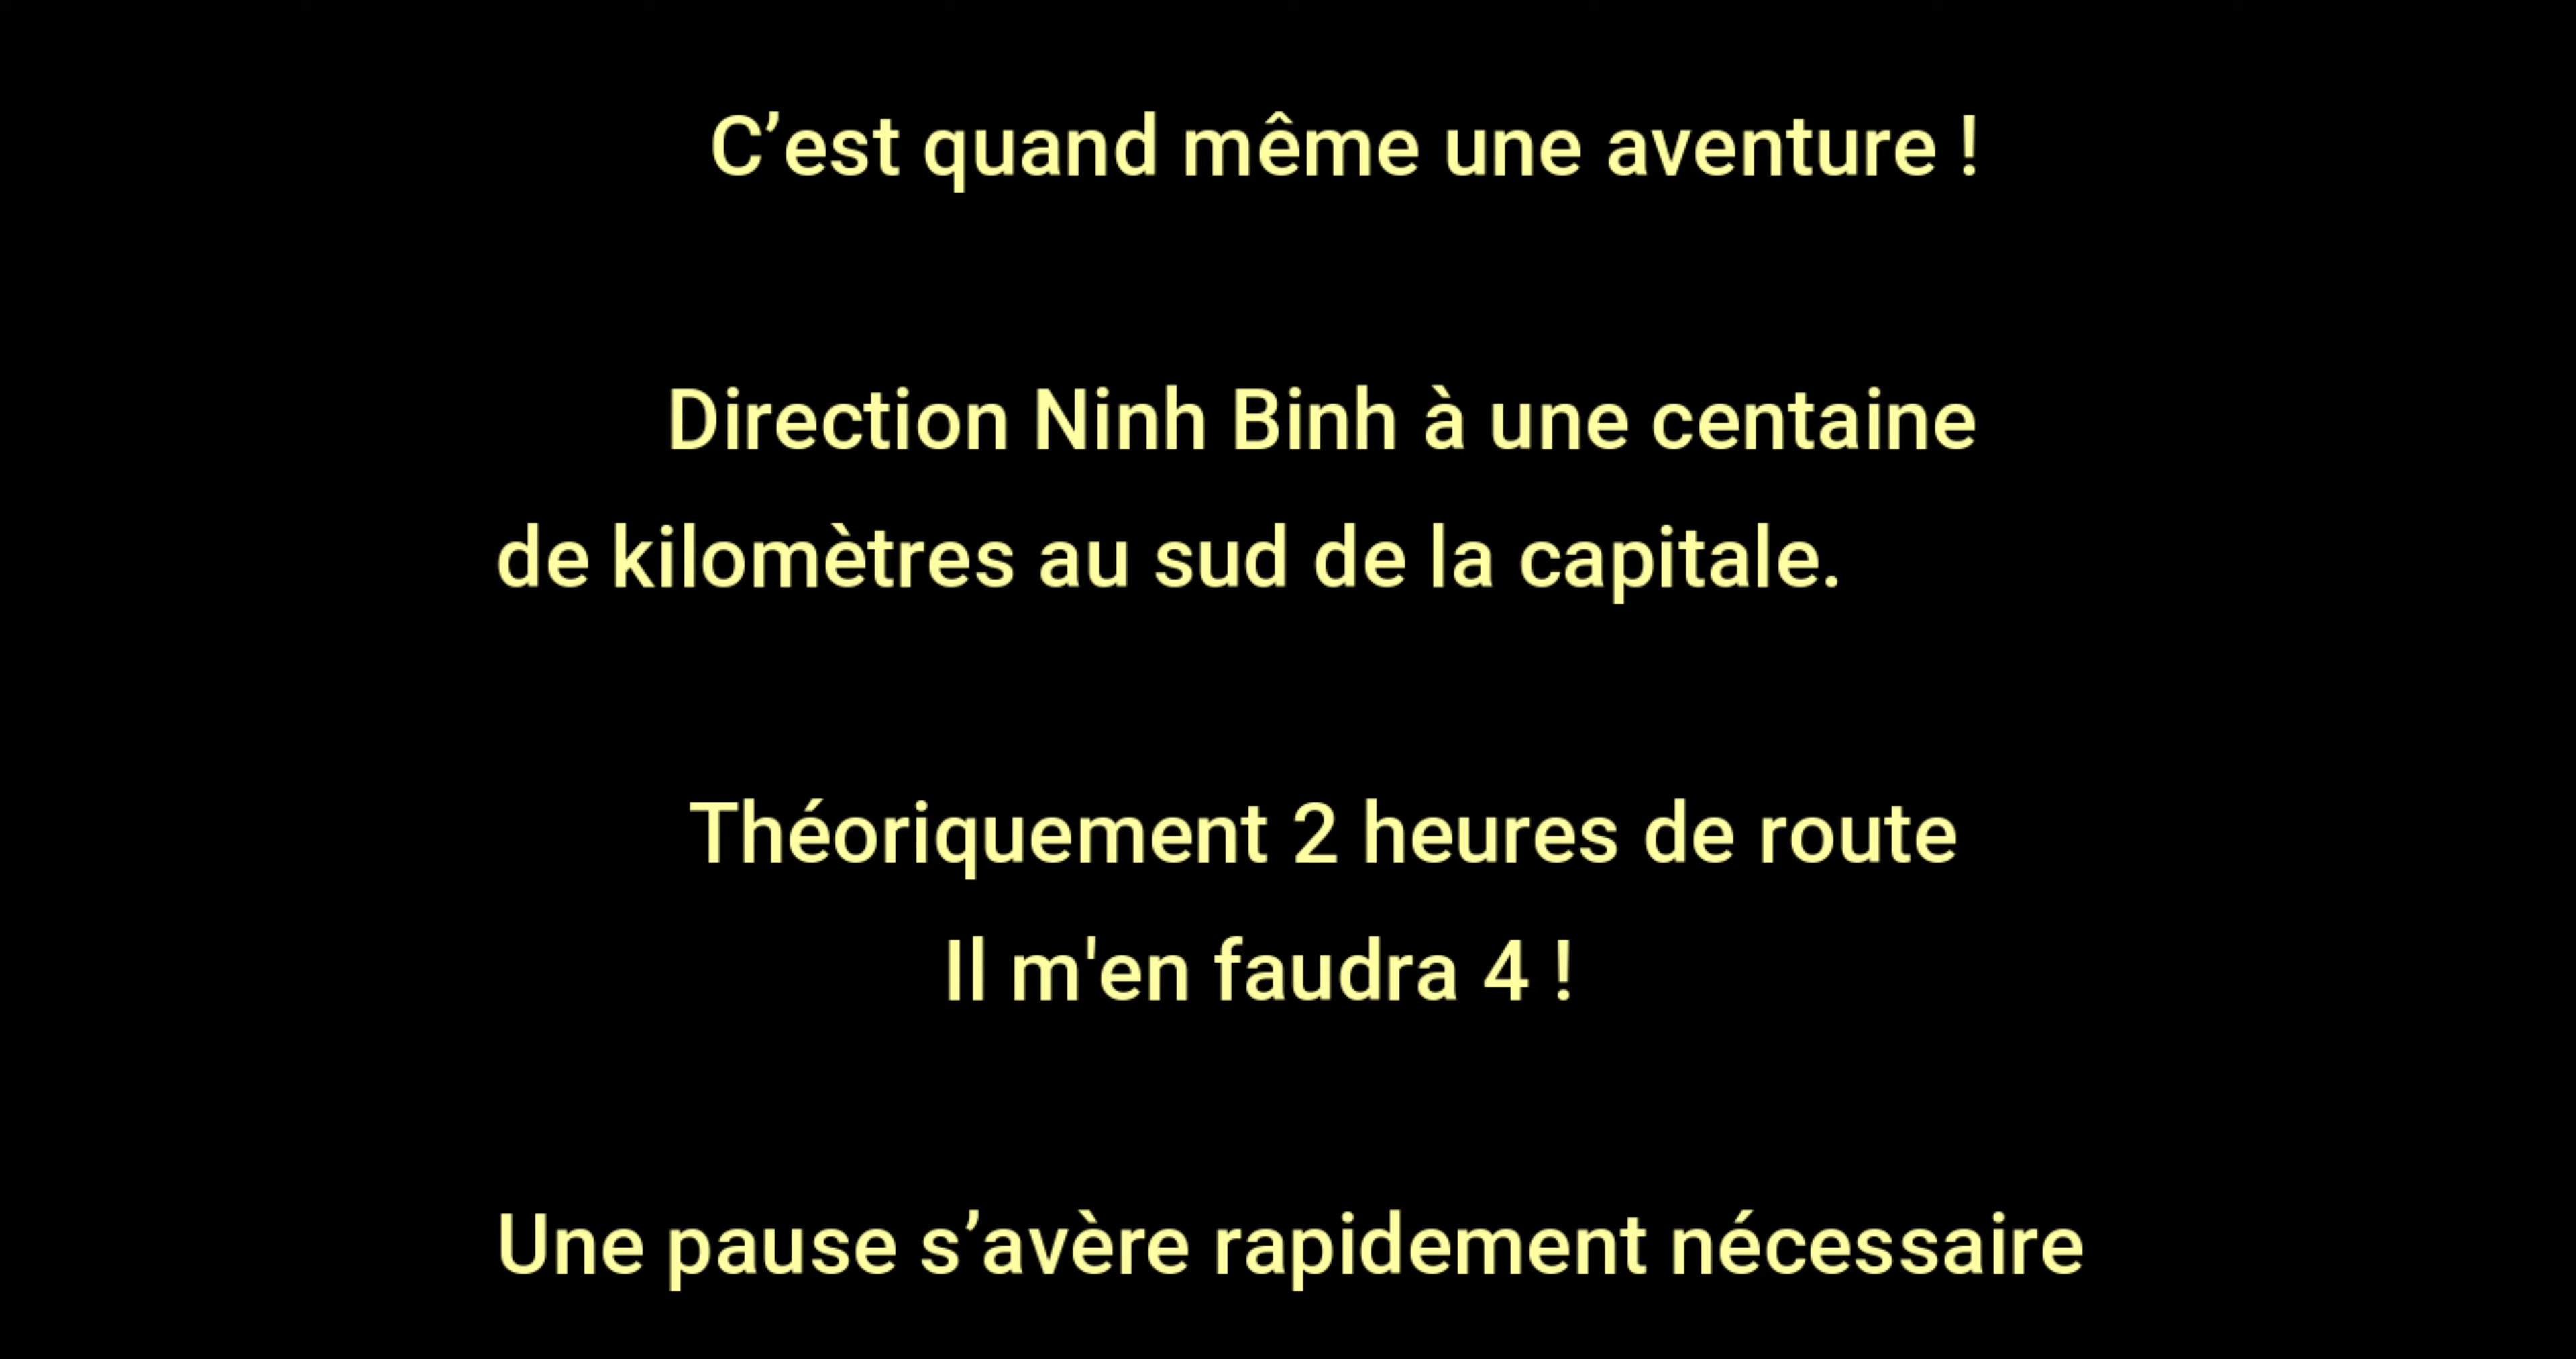 C’est quand même une aventure !
Direction Ninh Binh à une centaine
de kilomètres au sud de la capitale.
Théoriquement 2 heures de route
Il m'en faudra 4 !
Une pause s’avère rapidement nécessaire